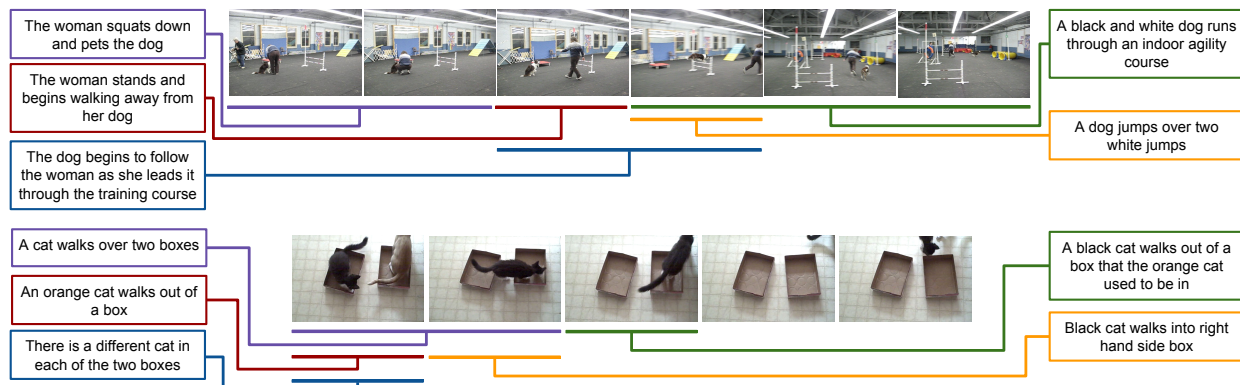 The woman squats down
and pets the dog
The woman stands and
begins walking away from
her dog
The dog begins to follow
the woman as she leads it
through the training course
A black and white dog runs
through an indoor agility
course
A dog jumps over two
white jumps
A cat walks over two boxes
An orange cat walks out of
a box
There is a different cat in
each of the two boxes
A black cat walks out of a
box that the orange cat
used to be in
Black cat walks into right
hand side box